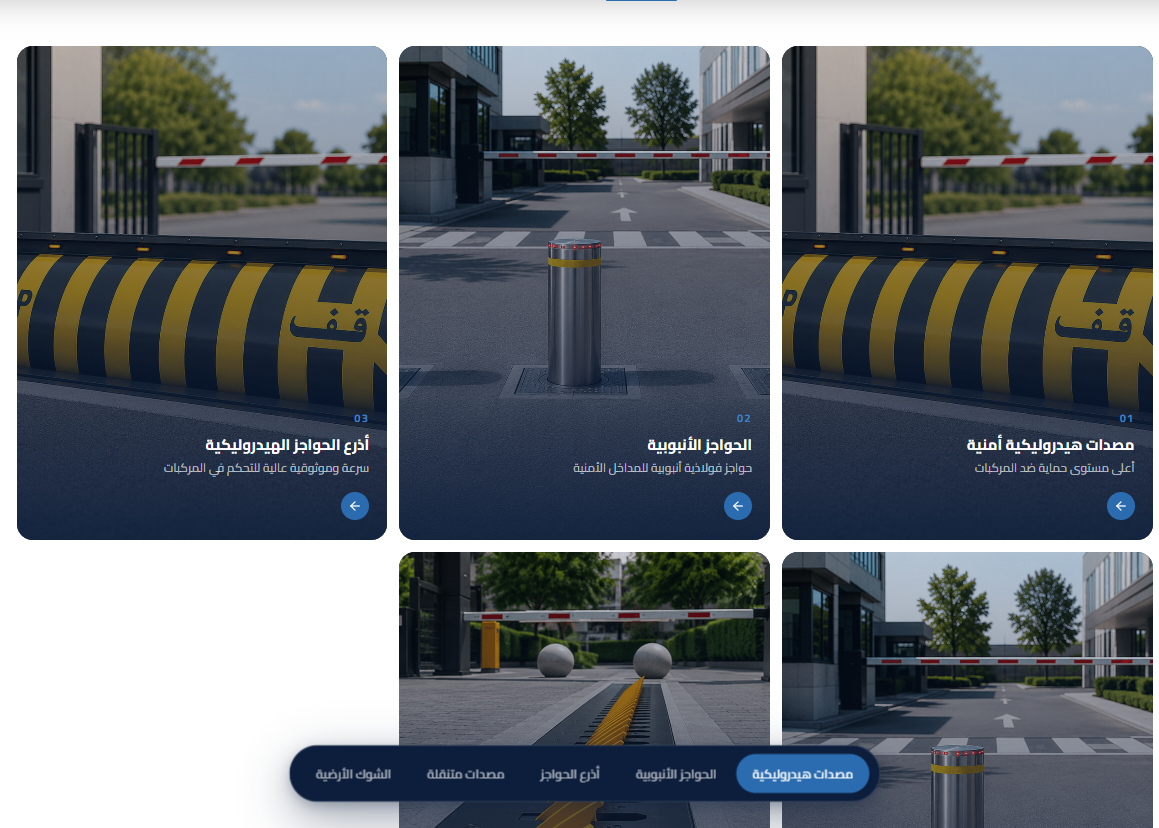 قف
01
مصدات هيدروليكية أمنية
أعلى مستوى حماية ضد المركبات
02
الحواجز الأنبوبية
حواجز فولاذية أنبوبية للمداخل الأمنية
قف
03
أذرع الحواجز الهيدروليكية
سرعة وموثوقية عالية للتحكم في المركبات
مصدات هيدروليكية
الحواجز الأنبوبية
أذرع الحواجز
مصدات متنقلة
الشوك الأرضية